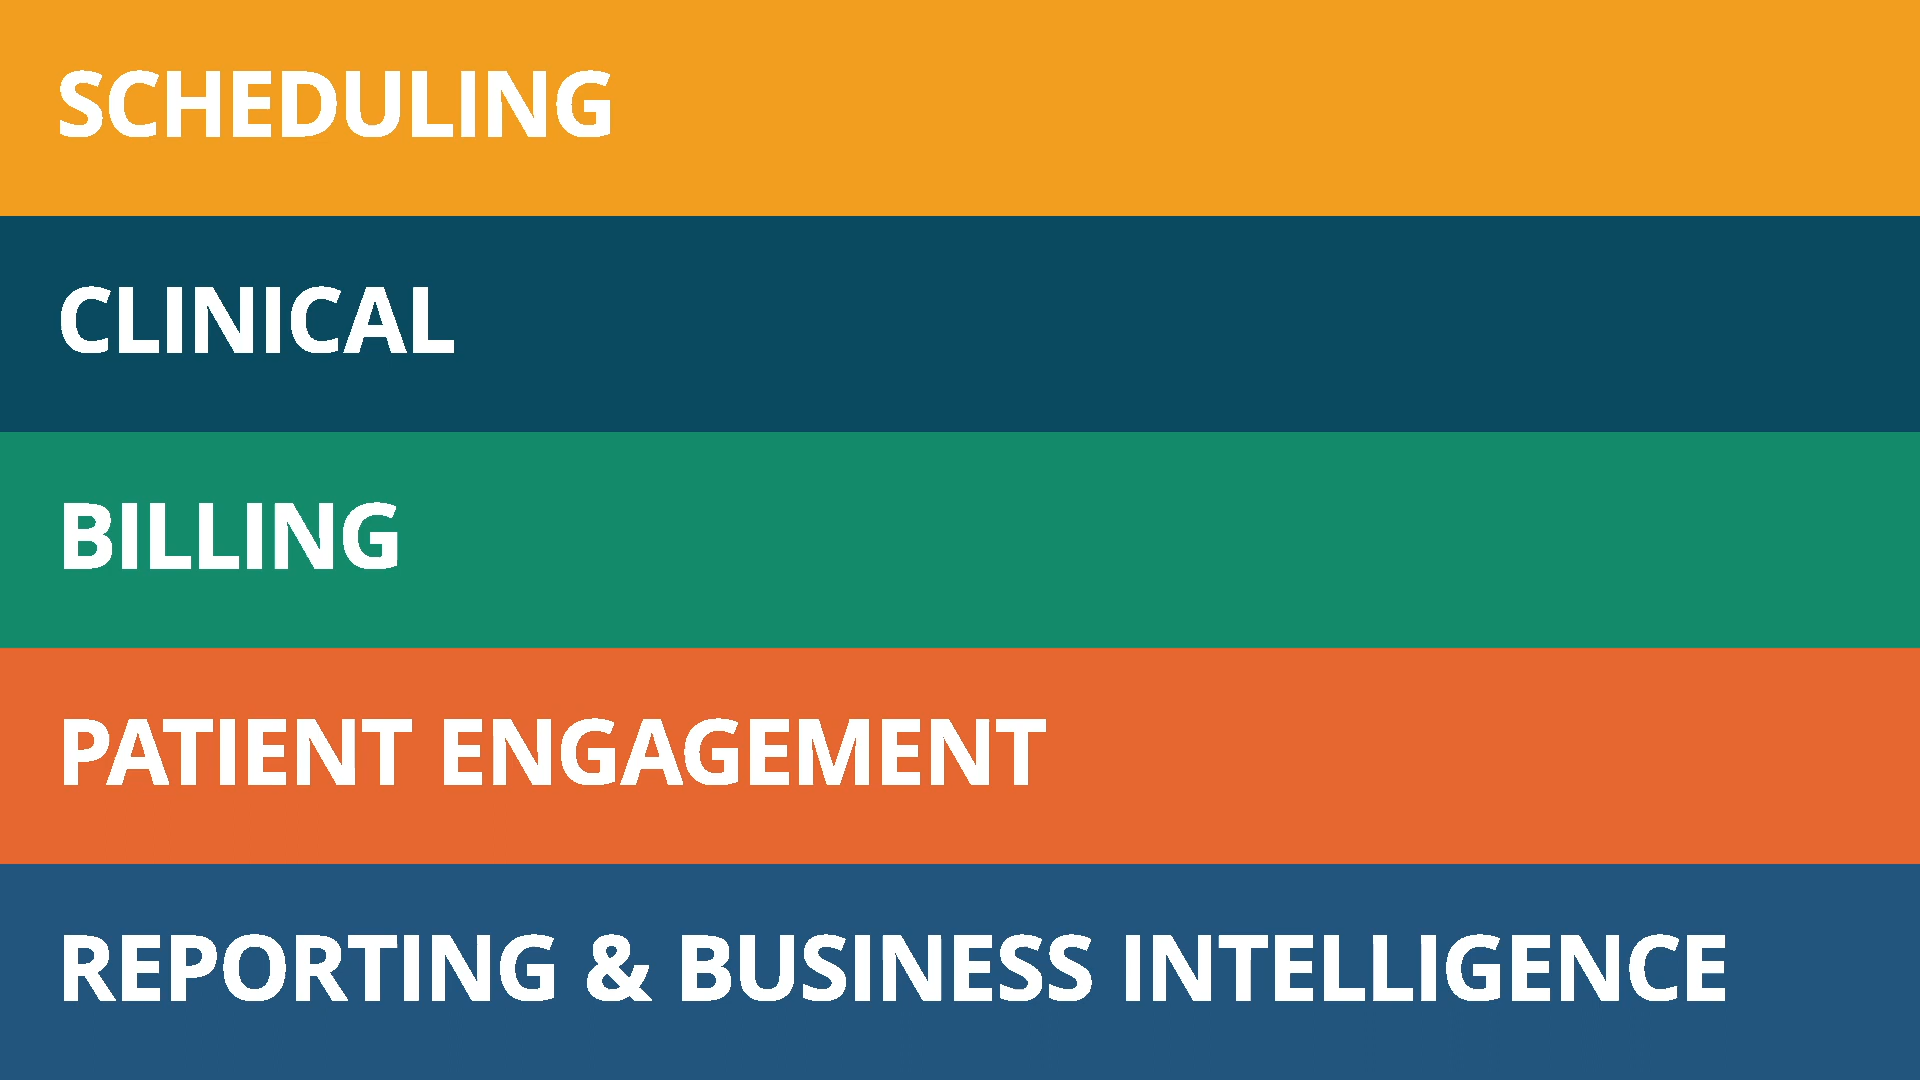 SCHEDULING
CLINICAL
BILLING
PATIENT ENGAGEMENT
REPORTING & BUSINESS INTELLIGENCE